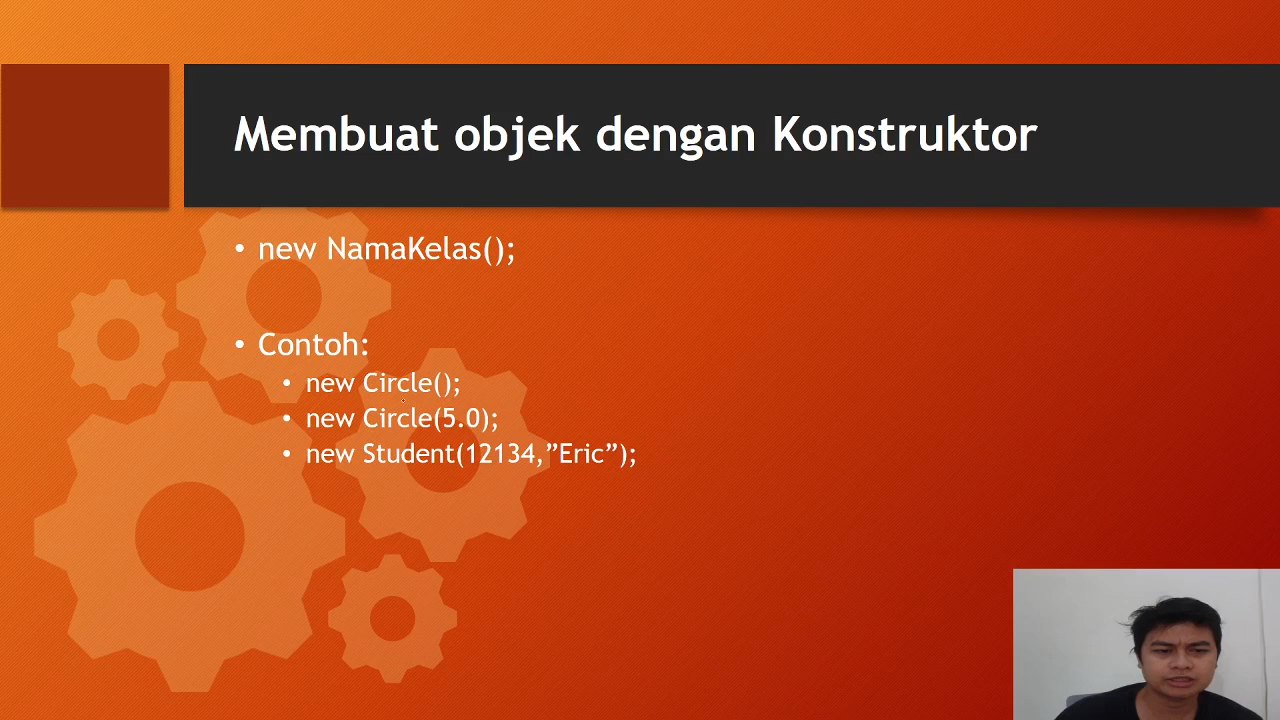 Membuat objek dengan Konstruktor
• new NamaKelas();
• Contoh:
• new Circle();
• new Circle(5.0);
• new Student(12134,”Eric”);